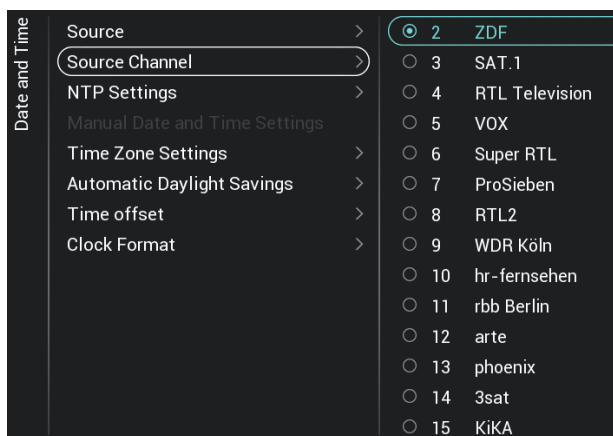 Date and Time
Source
Source Channel
NTP Settings
Manual Date and Time Settings
Time Zone Settings
Automatic Daylight Savings
Time offset
Clock Format
2 ZDF
3 SAT.1
4 RTL Television
5 VOX
6 Super RTL
7 ProSieben
8 RTL2
9 WDR Köln
10 hr-fernsehen
11 rbb Berlin
12 arte
13 phoenix
14 3sat
15 KiKA